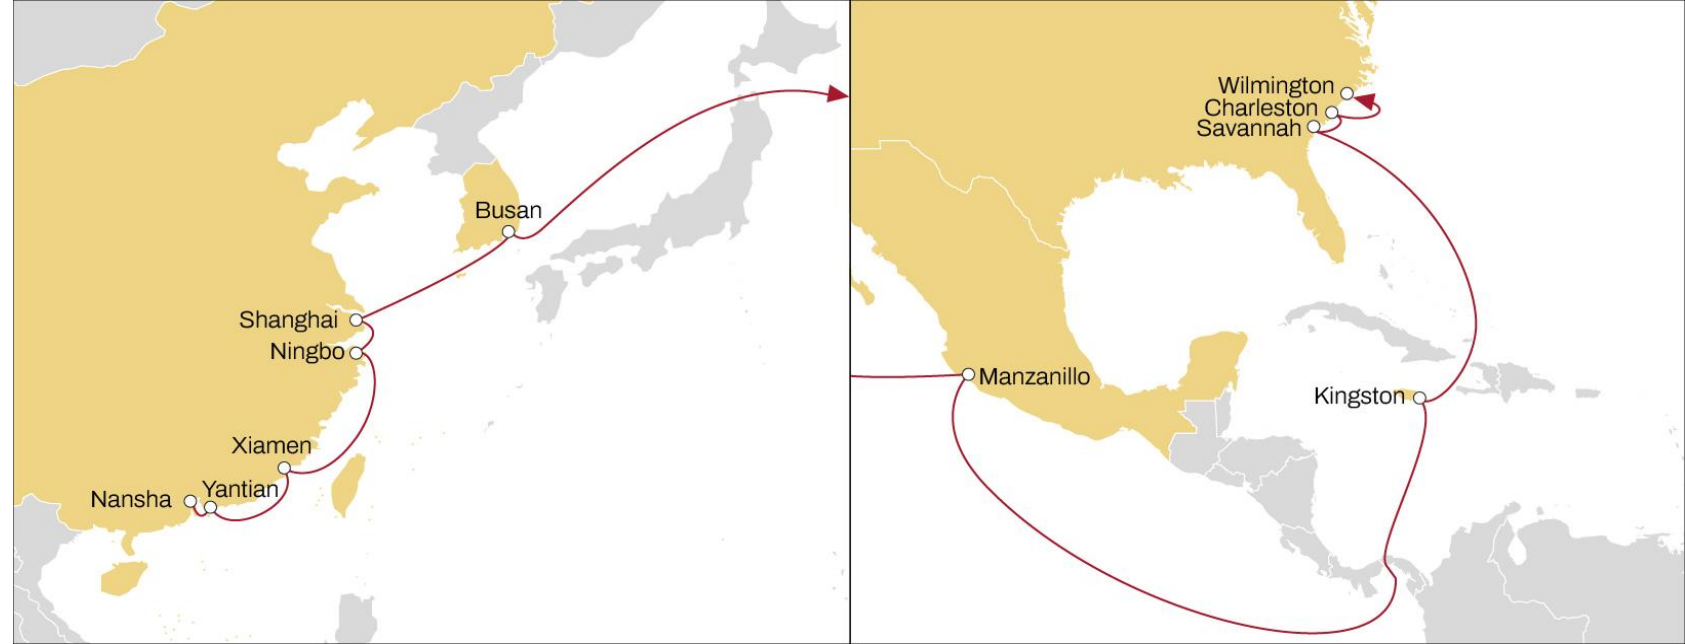 Busan
Shanghai
Ningbo
Xiamen
Yantian
Nansha
Wilmington
Charleston
Savannah
Manzanillo
Kingston